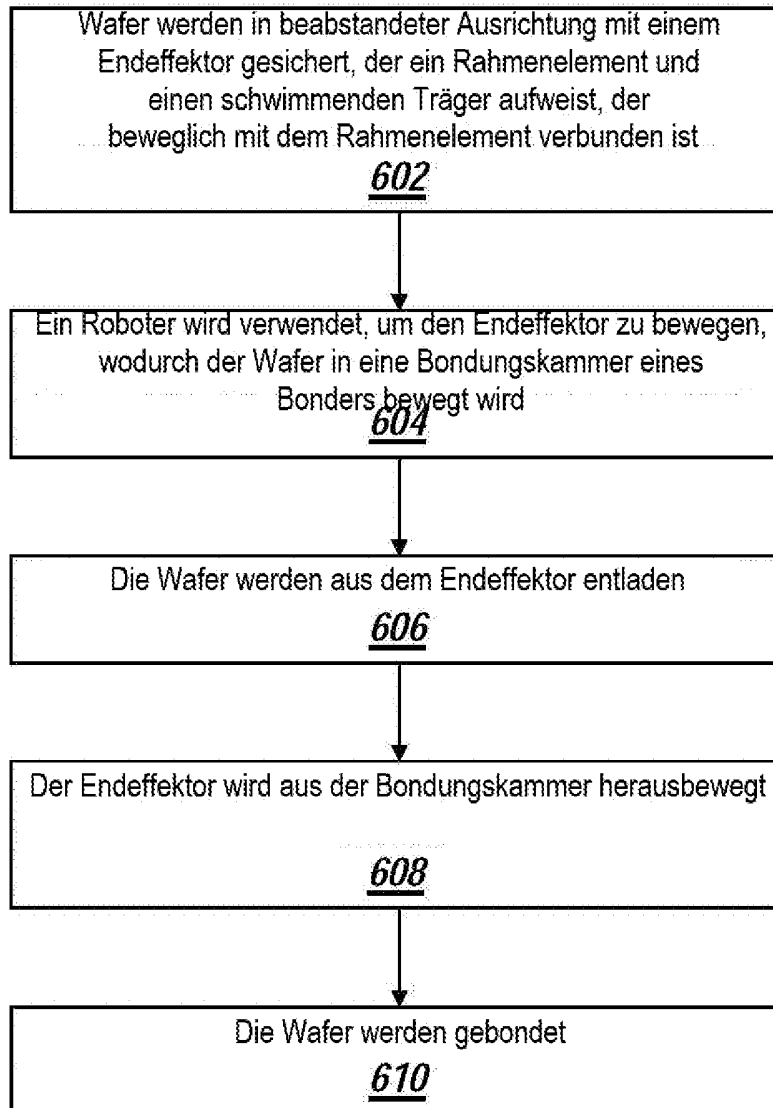 Wafer werden in beabstandeter Ausrichtung mit einem
Endeffektor gesichert, der ein Rahmenelement und
einen schwimmenden Träger aufweist, der
beweglich mit dem Rahmenelement verbunden ist
602
Ein Roboter wird verwendet, um den Endeffektor zu bewegen,
wodurch der Wafer in eine Bondungskammer eines
Bonders bewegt wird
604
Die Wafer werden aus dem Endeffektor entladen
606
Der Endeffektor wird aus der Bondungskammer herausbewegt
608
Die Wafer werden gebondet
610